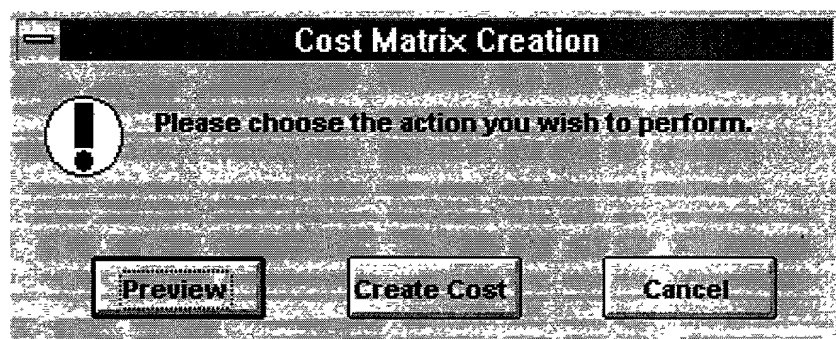 Cost Matrix Creation
Please choose the action you wish to perform.
Preview Create Cost Cancel